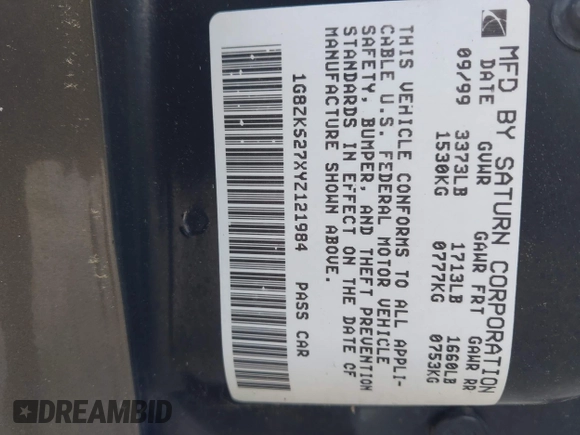 MFD BY SATURN CORPORATION
DATE GVWR GAWR FRT GAWR RR
09/99 3373LB 1713LB 1660LB
1530KG 0777KG 0753KG
THIS VEHICLE CONFORMS TO ALL APPLI-
CABLE U.S. FEDERAL MOTOR VEHICLE
SAFETY, BUMPER, AND THEFT PREVENTION
STANDARDS IN EFFECT ON THE DATE OF
MANUFACTURE SHOWN ABOVE.
1G8ZK527XYZ121984 PASS CAR
DREAMBID